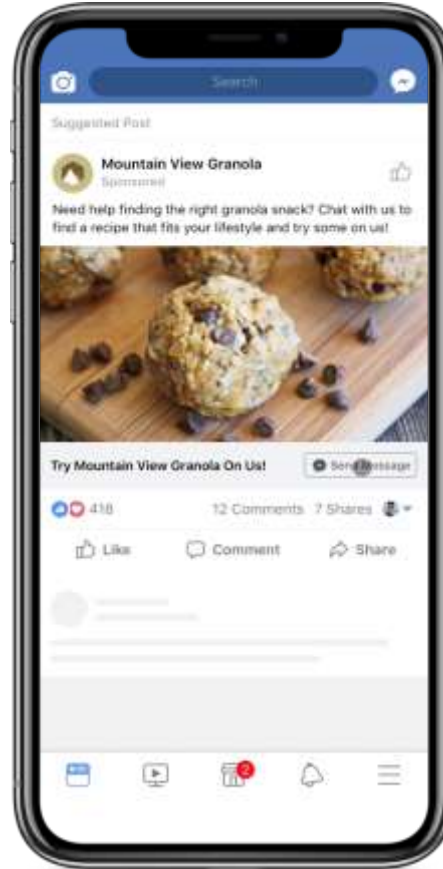 Search
Suggested Post
Mountain View Granola
Sponsored
Need help finding the right granola snack? Chat with us to
find a recipe that fits your lifestyle and try some on us!
Try Mountain View Granola On Us!
Send Message
418
12 Comments 7 Shares
Like
Comment
Share
2